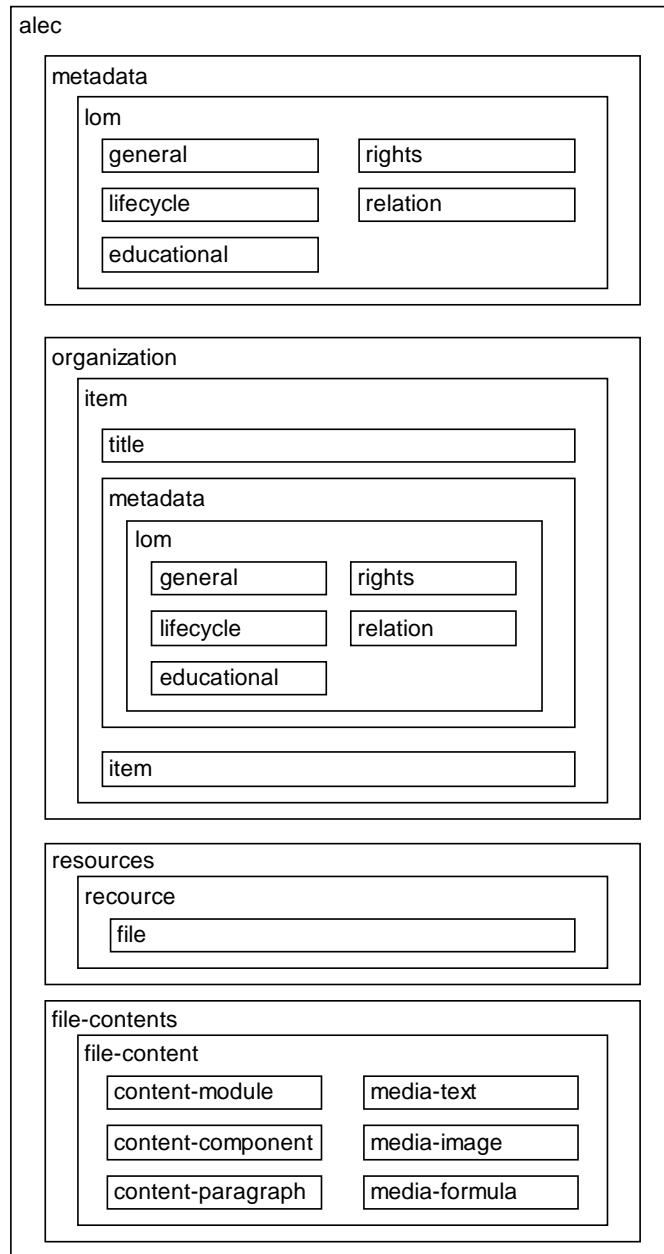 alec
metadata
lom
general rights
lifecycle relation
educational
organization
item
title
metadada
lom
general rights
lifecycle relation
educational
item
resources
recource
file
file-contents
file-content
content-module media-text
content-component media-image
content-paragraph media-formula